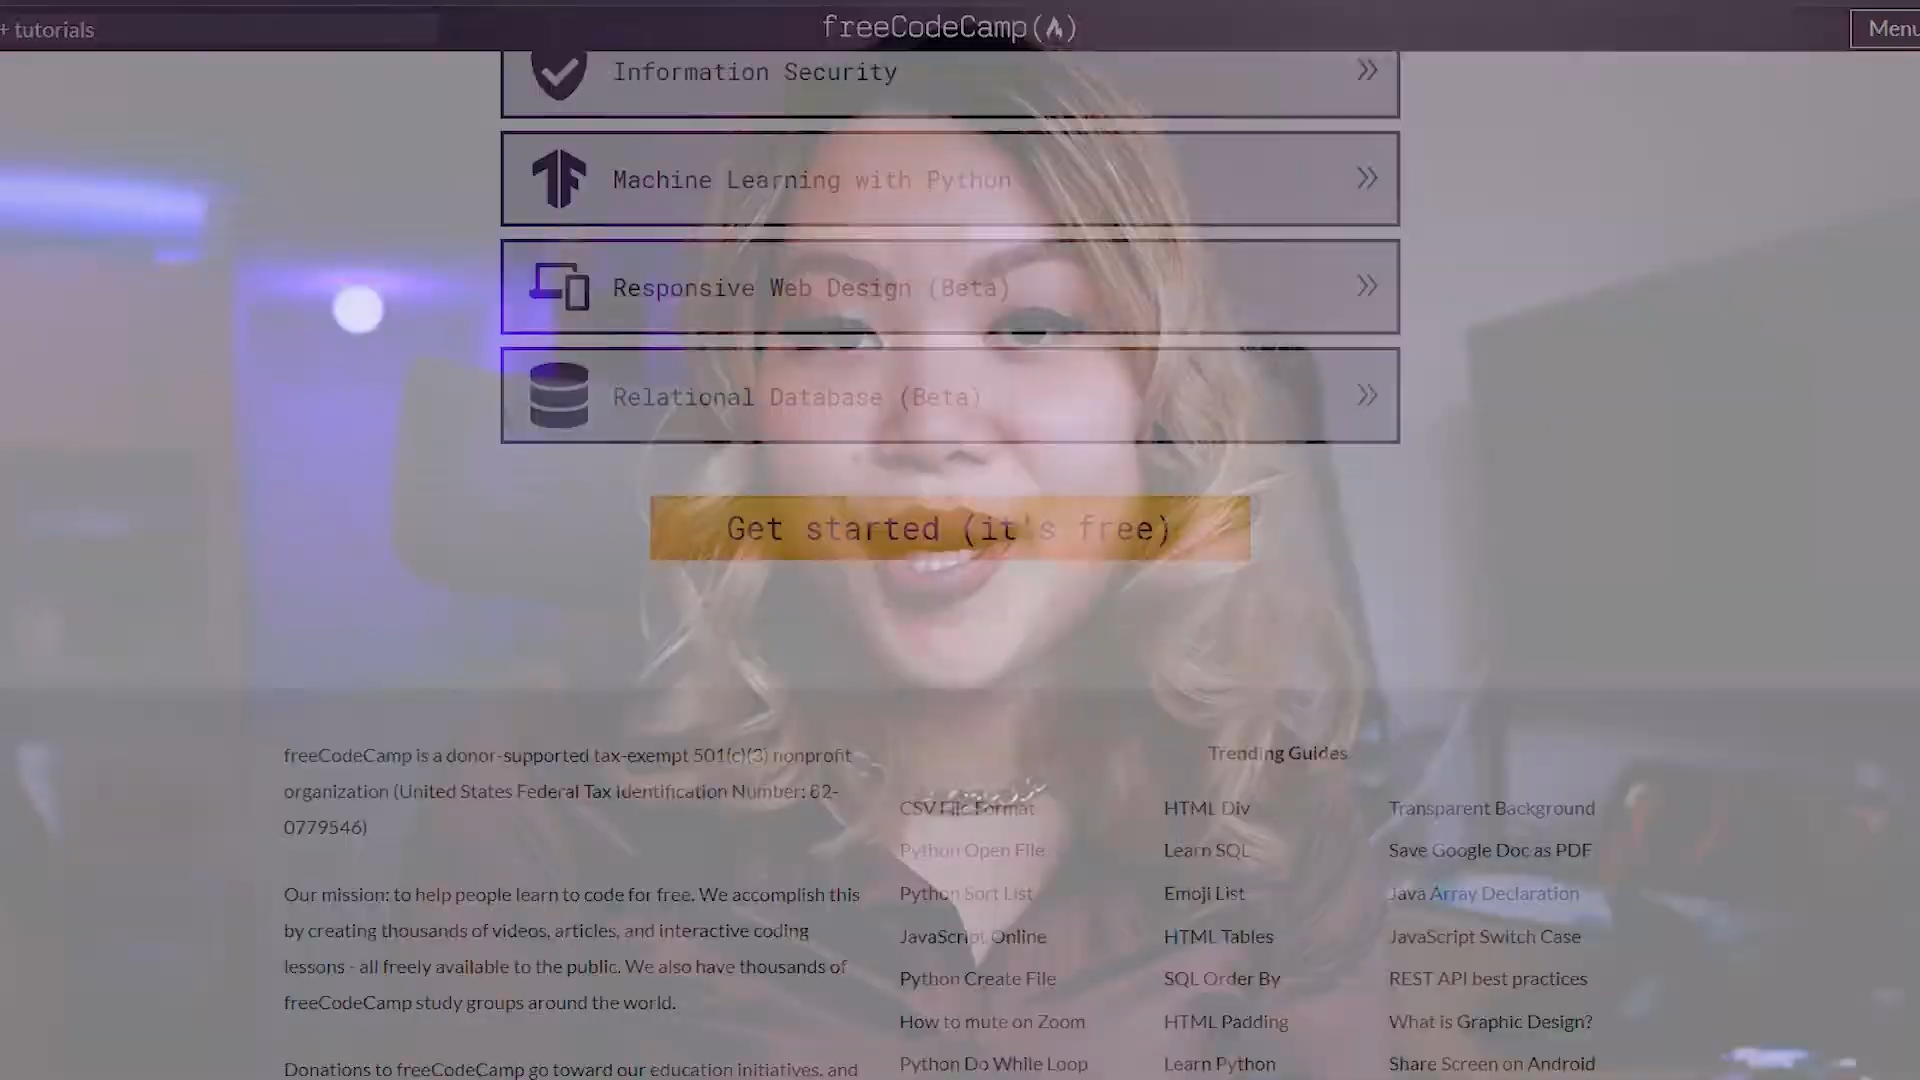 + tutorials
freeCodeCamp
Menu
Information Security
Machine Learning with Python
Responsive Web Design (Beta)
Relational Database (Beta)
Get started (it's free)
freeCodeCamp is a donor-supported tax-exempt 501(c)(3) nonprofit
organization (United States Federal Tax Identification Number: 82-
0779546)
Our mission: to help people learn to code for free. We accomplish this
by creating thousands of videos, articles, and interactive coding
lessons - all freely available to the public. We also have thousands of
freeCodeCamp study groups around the world.
Donations to freeCodeCamp go toward our education initiatives, and
Trending Guides
CSV File Format
Python Open File
Python Sort List
JavaScript Online
Python Create File
How to mute on Zoom
Python Do While Loop
HTML Div
Learn SQL
Emoji List
HTML Tables
SQL Order By
HTML Padding
Learn Python
Transparent Background
Save Google Doc as PDF
Java Array Declaration
JavaScript Switch Case
REST API best practices
What is Graphic Design?
Share Screen on Android